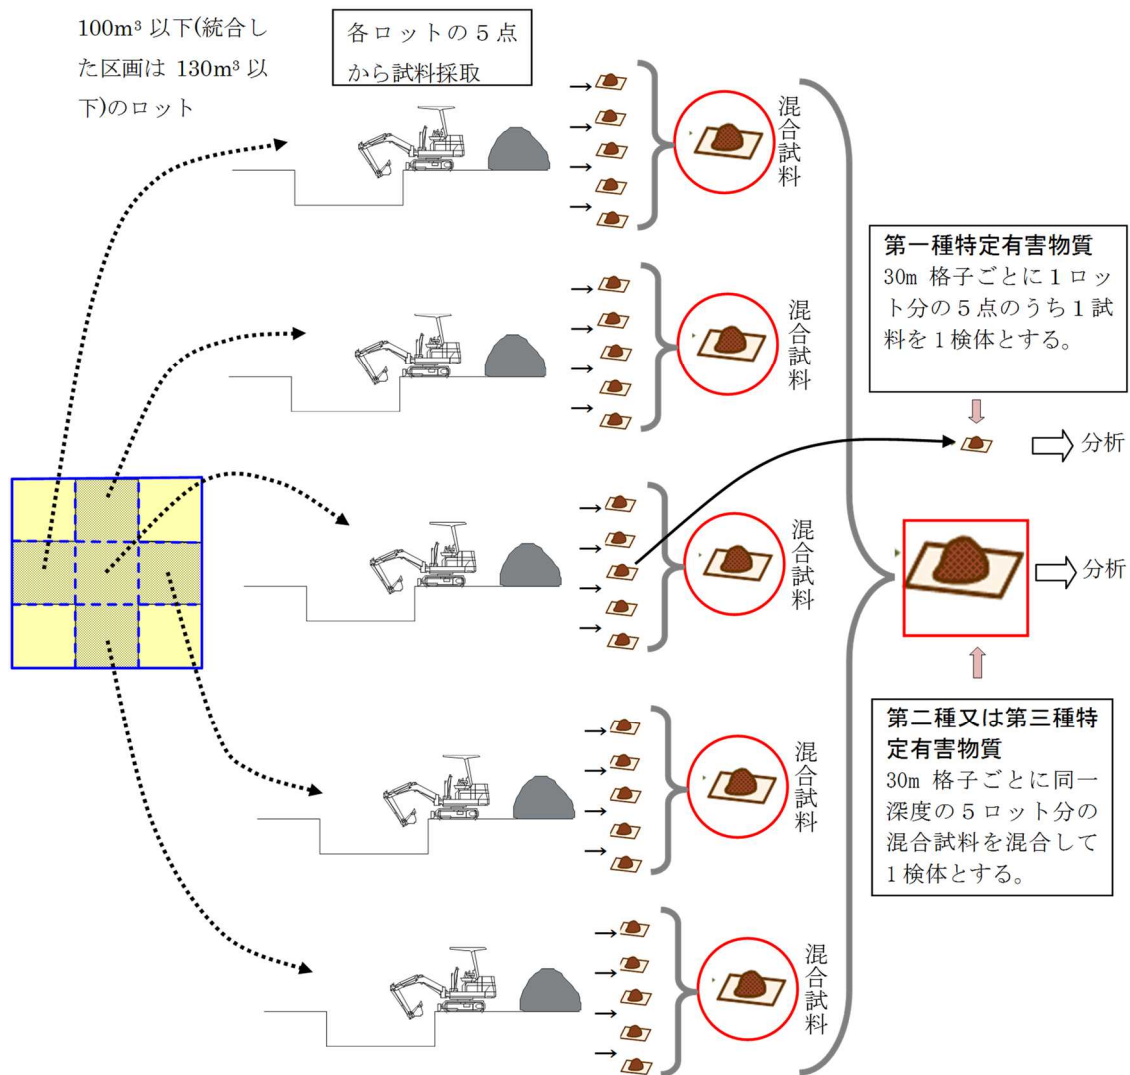 100m³ 以下(統合し
た区画は 130m³ 以
下)のロット
各ロットの５点
から試料採取
混合試料
混合試料
混合試料
混合試料
混合試料
第一種特定有害物質
30m 格子ごとに１ロッ
ト分の５点のうち１試
料を１検体とする。
分析
分析
第二種又は第三種特
定有害物質
30m 格子ごとに同一
深度の５ロット分の
混合試料を混合して
１検体とする。